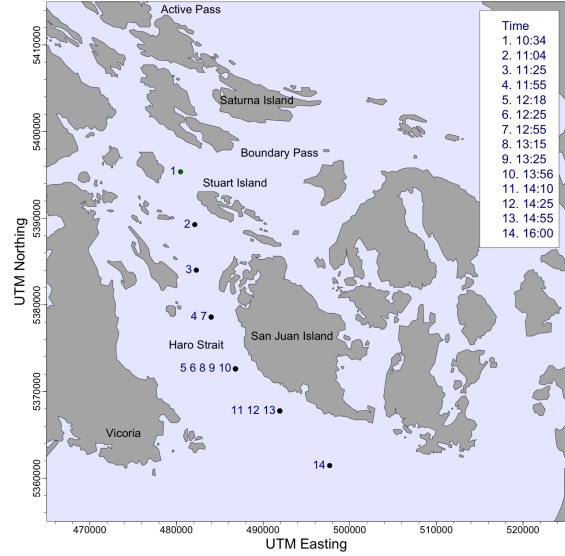 Active Pass
Saturna Island
Boundary Pass
Stuart Island
San Juan Island
Haro Strait
Vicoria
1
2
3
4 7
5 6 8 9 10
11 12 13
14
Time
1. 10:34
2. 11:04
3. 11:25
4. 11:55
5. 12:18
6. 12:25
7. 12:55
8. 13:15
9. 13:25
10. 13:56
11. 14:10
12. 14:25
13. 14:55
14. 16:00
UTM Northing
5410000
5400000
5390000
5380000
5370000
5360000
470000 480000 490000 500000 510000 520000
UTM Easting